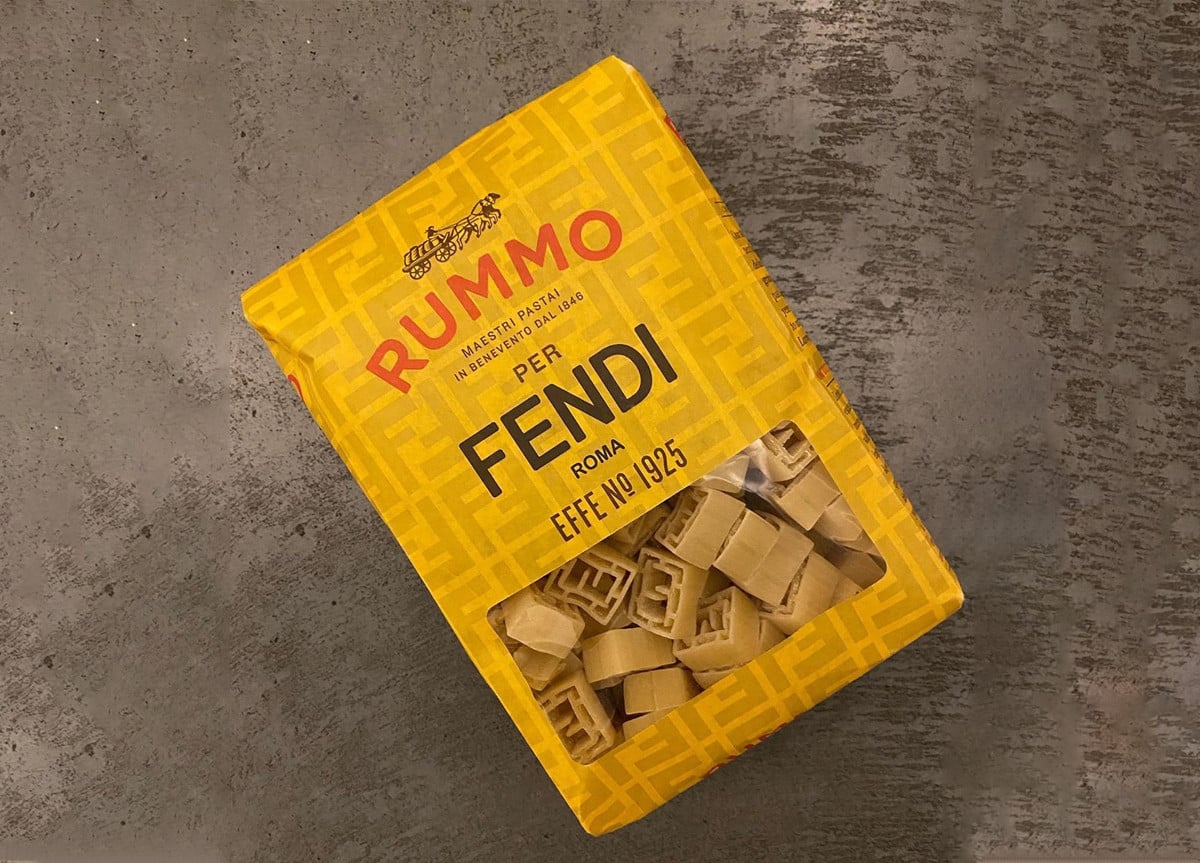 RUMMO
MAESTRI PASTAI
IN BENEVENTO DAL 1846
PER
FENDI
ROMA
EFFE Nº 1925